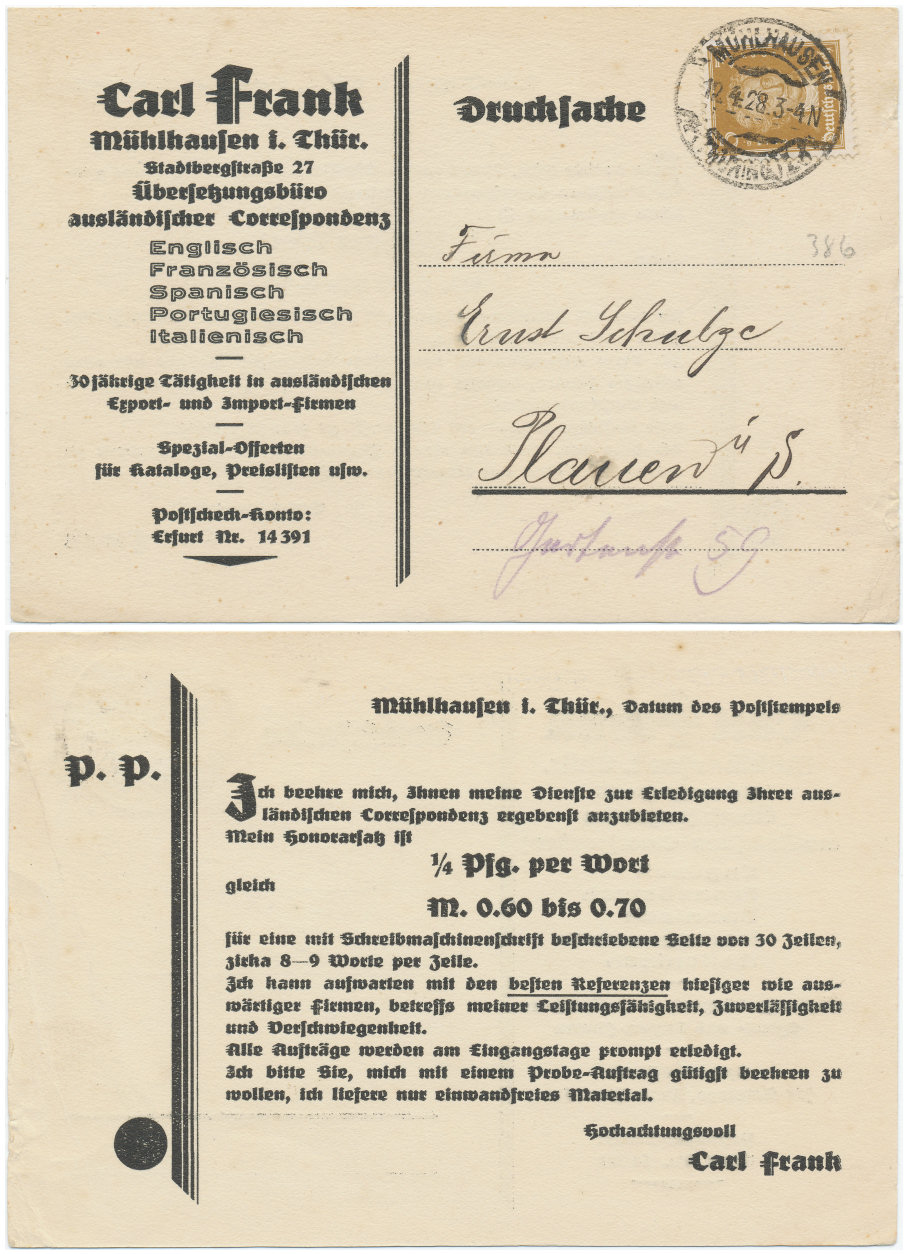 Carl Frank
Mühlhausen i. Thür.
Stadtbergstraße 27
Übersetzungsbüro
ausländischer Correspondenz
Englisch
Französisch
Spanisch
Portugiesisch
Italienisch
30jährige Tätigkeit in ausländischen
Export- und Import-Firmen
Spezial-Offerten
für Kataloge, Preislisten usw.
Postscheck-Konto:
Erfurt Nr. 14391
Drucksache
MÜHLHAUSEN
12.4.28.3-4N
(THÜRINGEN)
Deutsches
386
Firma
Ernst Schulze
Plauen
Gartenstr 59
Mühlhausen i. Thür., Datum des Poststempels
p. p.
Ich beehre mich, Ihnen meine Dienste zur Erledigung Ihrer aus-
ländischen Correspondenz ergebenst anzubieten.
Mein Honorarsatz ist
¼ Pfg. per Wort
gleich
M. 0.60 bis 0.70
für eine mit Schreibmaschinenschrift beschriebene Seite von 30 Zeilen,
zirka 8—9 Worte per Zeile.
Ich kann aufwarten mit den besten Referenzen hiesiger wie aus-
wärtiger Firmen, betreffs meiner Leistungsfähigkeit, Zuverlässigkeit
und Verschwiegenheit.
Alle Aufträge werden am Eingangstage prompt erledigt.
Ich bitte Sie, mich mit einem Probe-Auftrag gütigst beehren zu
wollen, ich liefere nur einwandfreies Material.
Hochachtungsvoll
Carl Frank